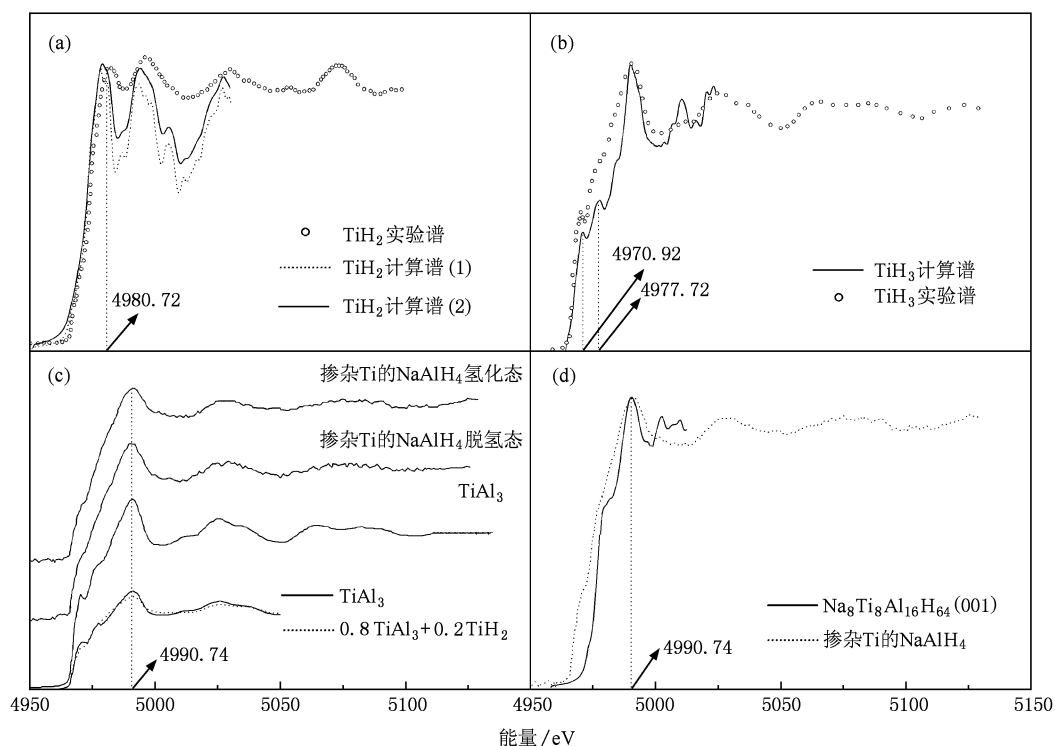 (a)
TiH₂实验谱
TiH₂计算谱(1)
TiH₂计算谱(2)
4980.72
(b)
4970.92
4977.72
TiH₃计算谱
TiH₃实验谱
(c)
掺杂Ti的NaAlH₄氢化态
掺杂Ti的NaAlH₄脱氢态
TiAl₃
TiAl₃
0.8TiAl₃+0.2TiH₂
4990.74
(d)
Na₈Ti₈Al₁₆H₆₄(001)
掺杂Ti的NaAlH₄
4990.74
4950 5000 5050 5100 4950 5000 5050 5100 5150
能量/eV